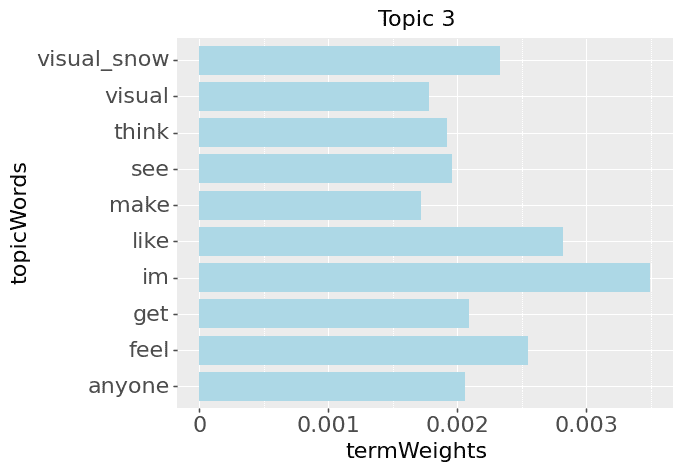 Topic 3
visual_snow
visual
think
see
make
like
im
get
feel
anyone
topicWords
0 0.001 0.002 0.003
termWeights